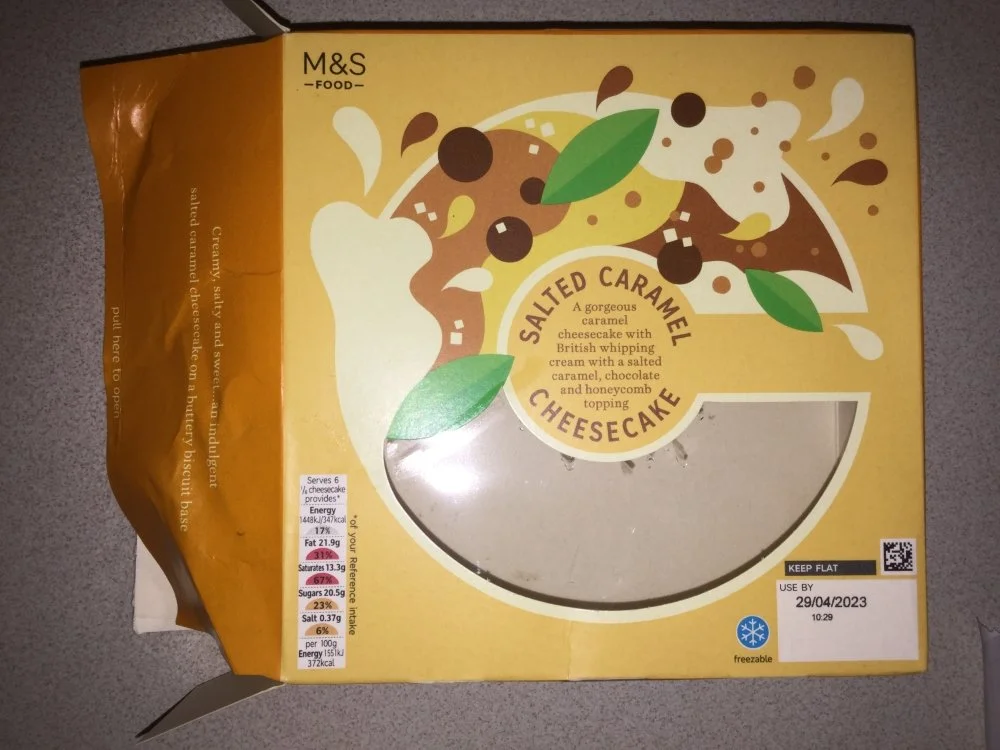 M&S
FOOD
SALTED CARAMEL
A gorgeous
caramel
cheesecake with
British whipping
cream with a salted
caramel, chocolate
and honeycomb
topping
CHEESECAKE
Creamy, salty and sweet...an indulgent
salted caramel cheesecake on a buttery biscuit base
pull here to open
Serves 6
1/6 cheesecake
provides*
Energy
1448kJ/347kcal
17%
Fat 21.9g
31%
Saturates 13.3g
67%
Sugars 20.5g
23%
Salt 0.37g
6%
per 100g
Energy 1551kJ
372kcal
*of your Reference intake
KEEP FLAT
USE BY
29/04/2023
10:29
freezable